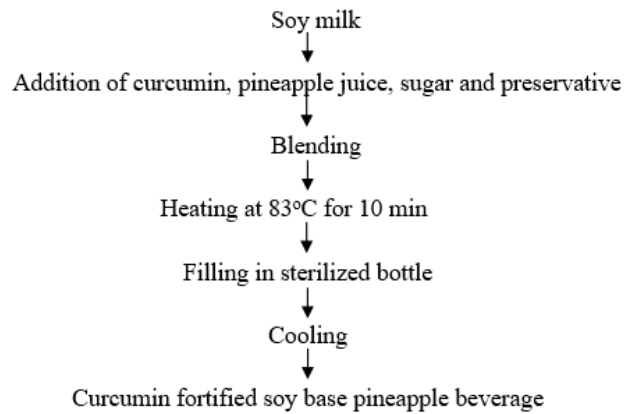 Soy milk
Addition of curcumin, pineapple juice, sugar and preservative
Blending
Heating at 83°C for 10 min
Filling in sterilized bottle
Cooling
Curcumin fortified soy base pineapple beverage